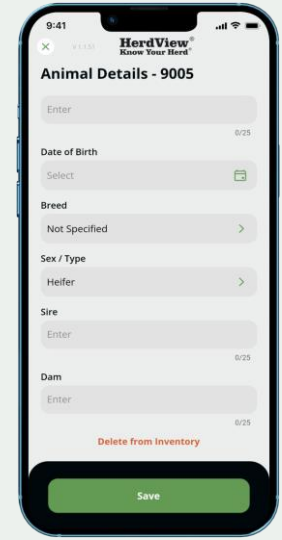 9:41
HerdView®
Know Your Herd®
Animal Details - 9005
Enter
0/25
Date of Birth
Select
Breed
Not Specified
Sex / Type
Heifer
Sire
Enter
0/25
Dam
Enter
0/25
Delete from Inventory
Save